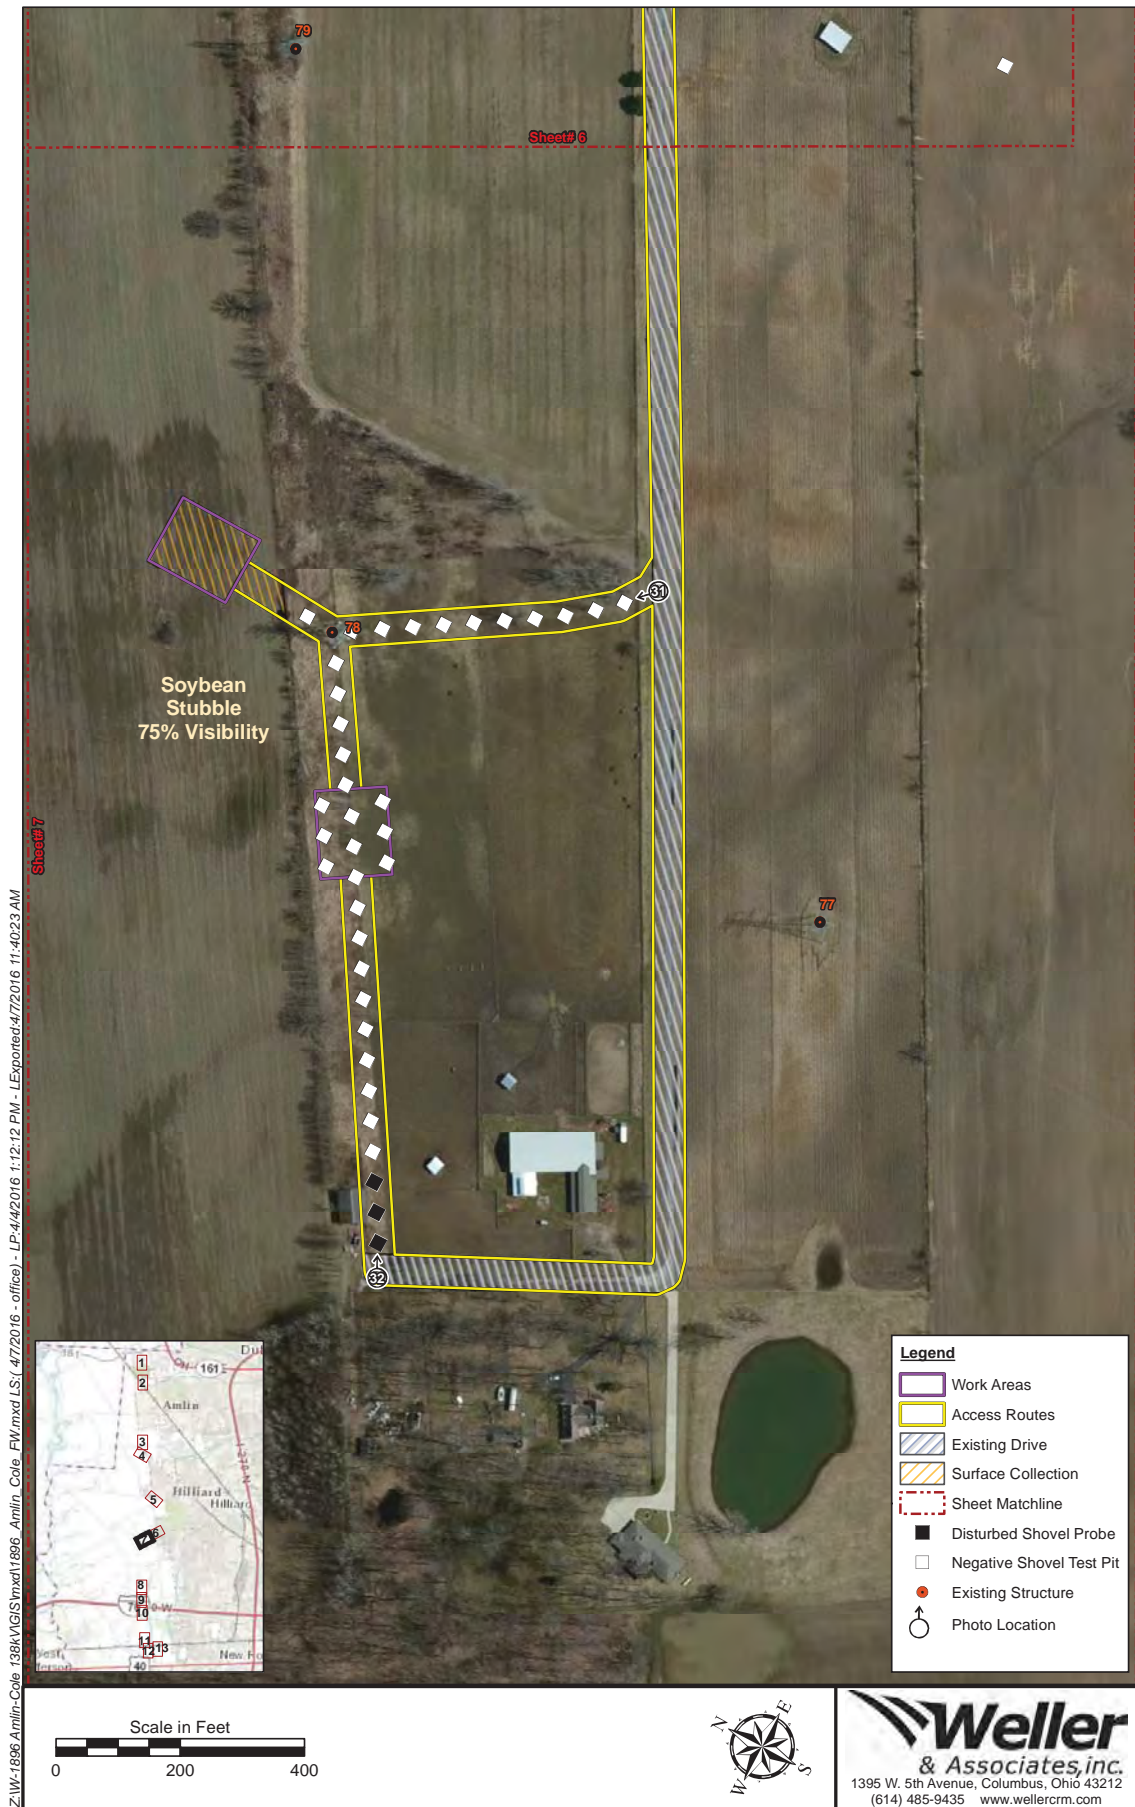 79
Sheet# 6
31
78
Soybean
Stubble
75% Visibility
Sheet# 7
77
32
Z:\W-1896 Amlin-Cole 138kV\GIS\mxd\1896_Amlin_Cole_FW.mxd LS:( 4/7/2016 - office) - LP:4/4/2016 1:12:12 PM - LExported:4/7/2016 11:40:23 AM
161
1
2
Amlin
3
4
I 270 N
5
Hilliard
Hilliard
6
8
9
10
11
12
13
40
Legend
Work Areas
Access Routes
Existing Drive
Surface Collection
Sheet Matchline
Disturbed Shovel Probe
Negative Shovel Test Pit
Existing Structure
Photo Location
Scale in Feet
0 200 400
N
E
W
S
Weller
& Associates, inc.
1395 W. 5th Avenue, Columbus, Ohio 43212
(614) 485-9435 www.wellercrm.com